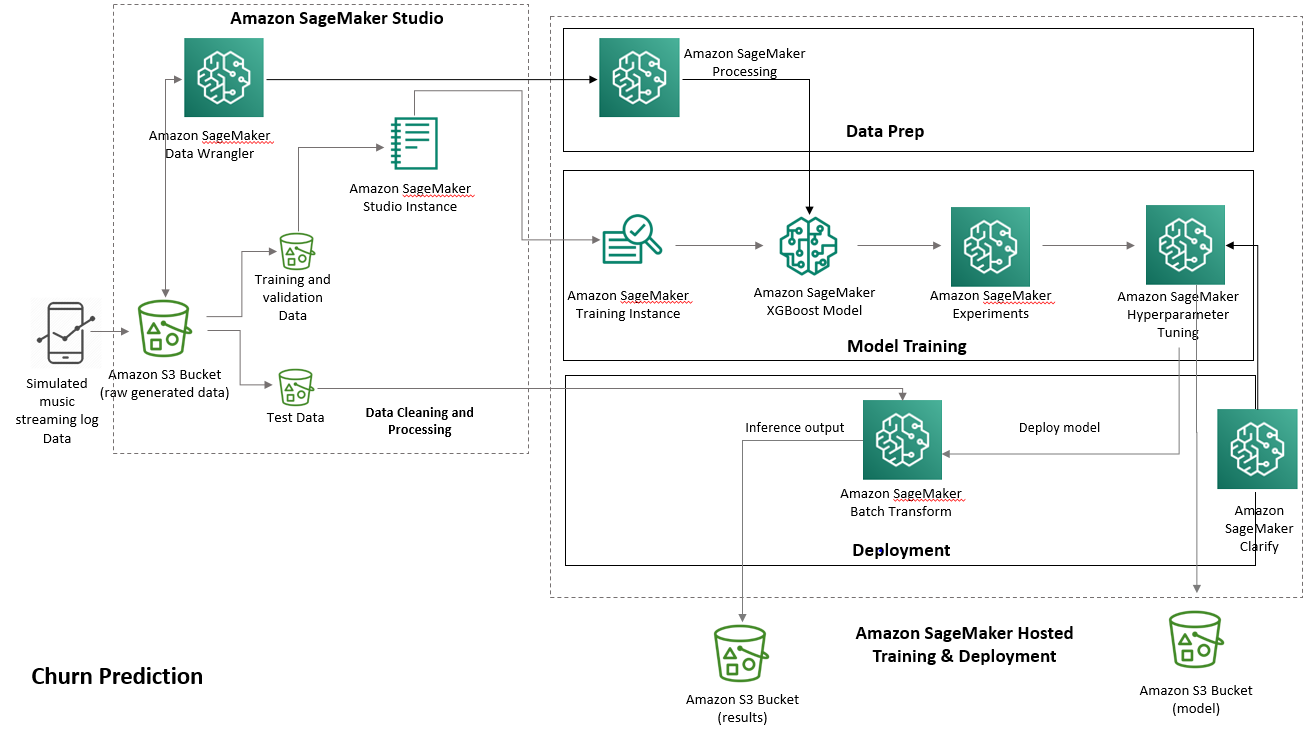 Amazon SageMaker Studio
Amazon SageMaker
Data Wrangler
Amazon SageMaker
Studio Instance
Training and
validation
Data
Simulated
music
streaming log
Data
Amazon S3 Bucket
(raw generated data)
Test Data
Data Cleaning and
Processing
Amazon SageMaker
Processing
Data Prep
Amazon SageMaker
Training Instance
Amazon SageMaker
XGBoost Model
Amazon SageMaker
Experiments
Amazon SageMaker
Hyperparameter
Tuning
Model Training
Inference output
Deploy model
Amazon SageMaker
Batch Transform
Deployment
Amazon
SageMaker
Clarify
Amazon SageMaker Hosted
Training & Deployment
Amazon S3 Bucket
(results)
Amazon S3 Bucket
(model)
Churn Prediction